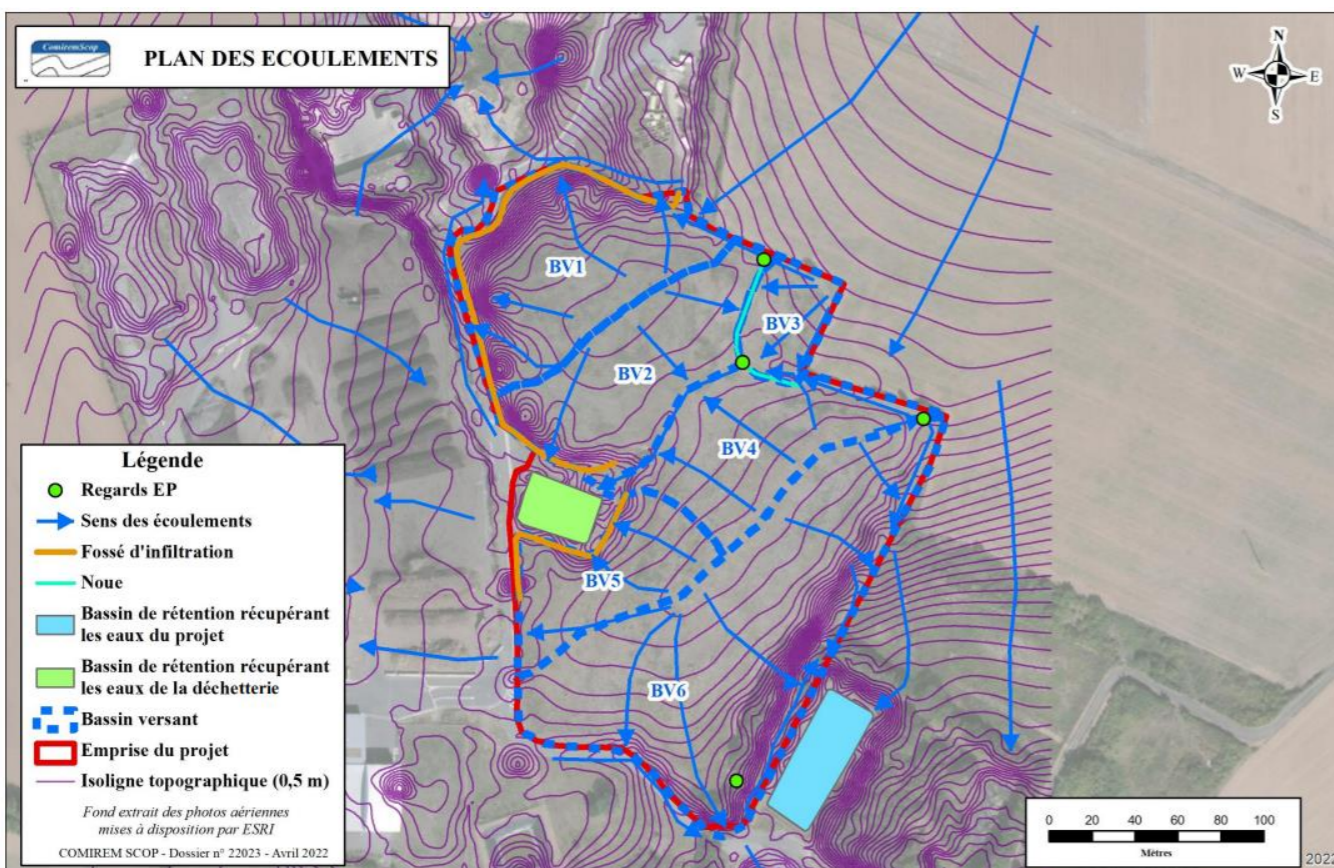 ComiremScop
PLAN DES ECOULEMENTS
N
W E
S
BV1
BV3
BV2
BV4
BV5
BV6
Légende
Regards EP
Sens des écoulements
Fossé d'infiltration
Noue
Bassin de rétention récupérant
les eaux du projet
Bassin de rétention récupérant
les eaux de la déchetterie
Bassin versant
Emprise du projet
Isoligne topographique (0,5 m)
Fond extrait des photos aériennes
mises à disposition par ESRI
COMIREM SCOP - Dossier n° 22023 - Avril 2022
0 20 40 60 80 100
Mètres
2022